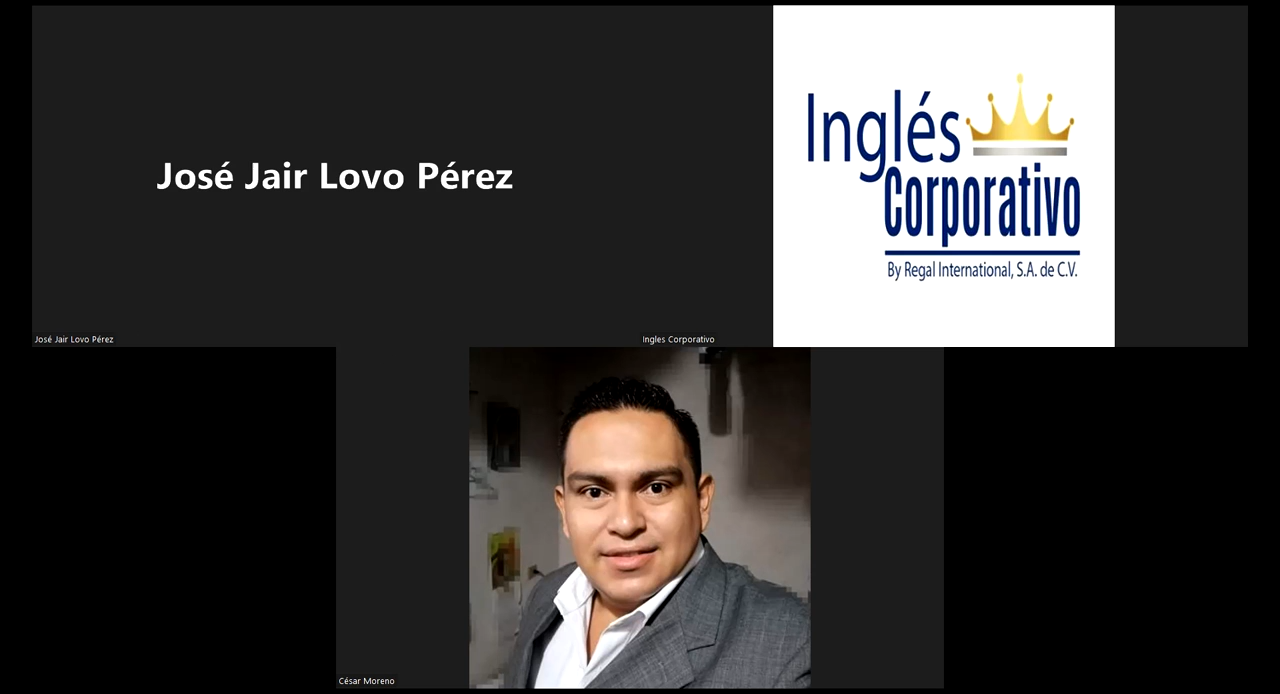 José Jair Lovo Pérez
Inglés
Corporativo
By Regal International, S.A. de C.V.
José Jair Lovo Pérez
Ingles Corporativo
César Moreno